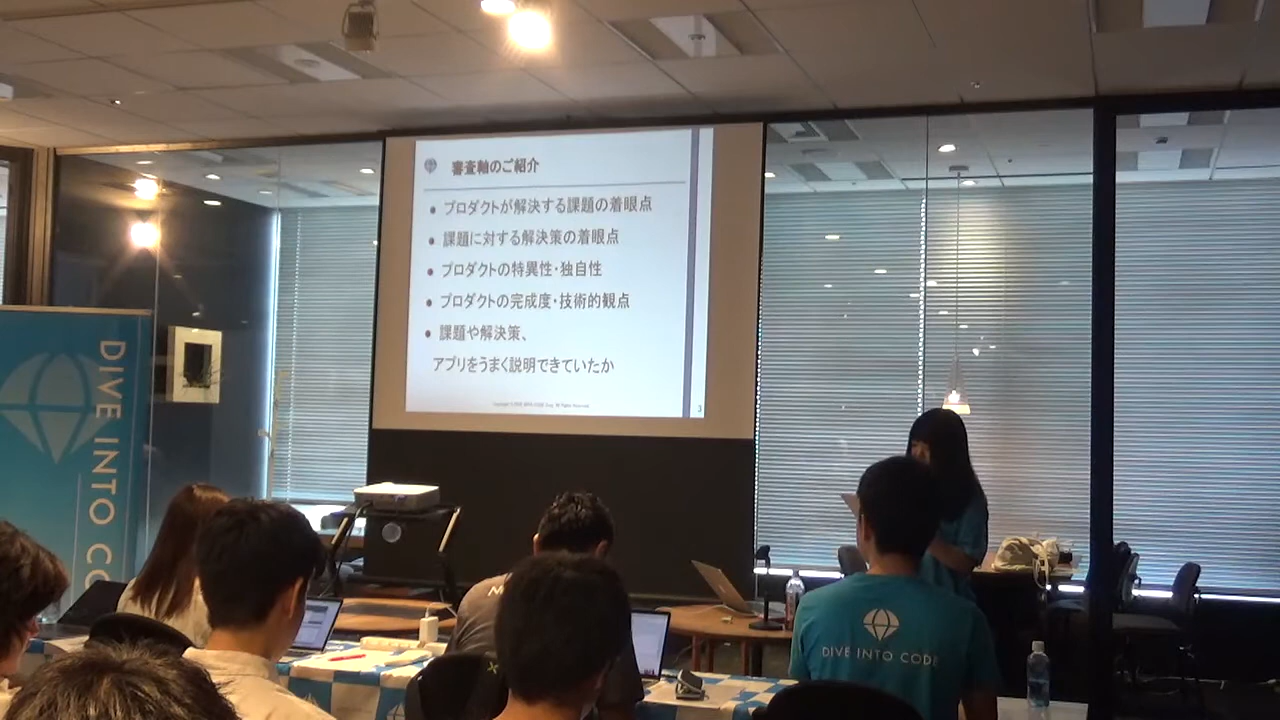 審査軸のご紹介
● プロダクトが解決する課題の着眼点
● 課題に対する解決策の着眼点
● プロダクトの特異性・独自性
● プロダクトの完成度・技術的観点
● 課題や解決策、
アプリをうまく説明できていたか
3
DIVE INTO CO
DIVE INTO CODE